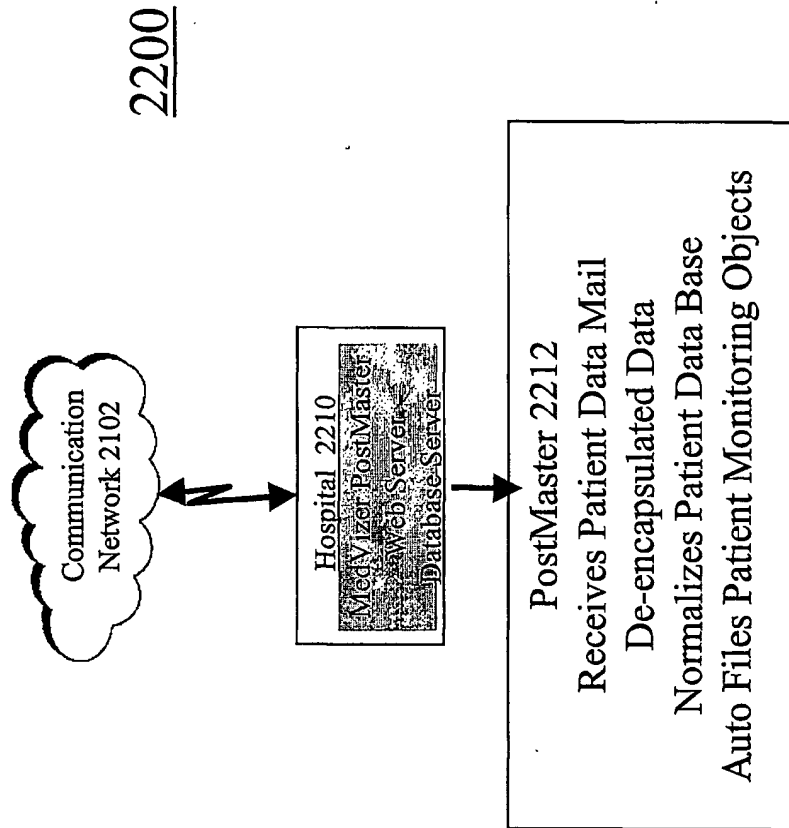 2200
Communication
Network 2102
Hospital 2210
MedVizer PostMaster
Web Server
Database Server
PostMaster 2212
Receives Patient Data Mail
De-encapsulated Data
Normalizes Patient Data Base
Auto Files Patient Monitoring Objects